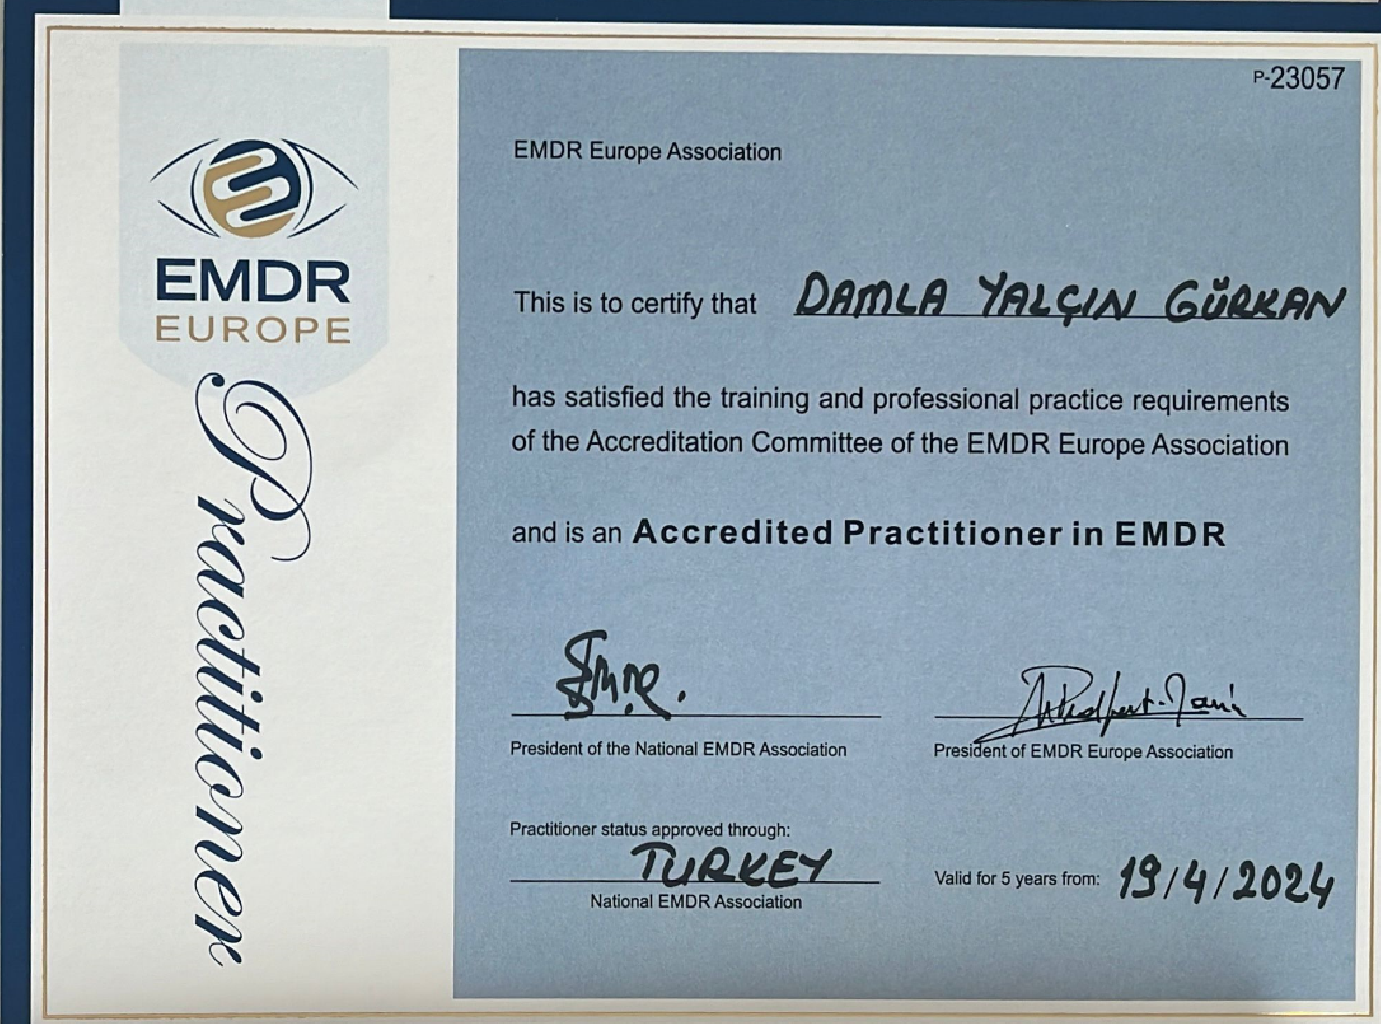 P-23057
EMDR
EUROPE
Practitioner
EMDR Europe Association
This is to certify that DAMLA YALÇIN GÜRKAN
has satisfied the training and professional practice requirements
of the Accreditation Committee of the EMDR Europe Association
and is an Accredited Practitioner in EMDR
President of the National EMDR Association
President of EMDR Europe Association
Practitioner status approved through:
TURKEY
National EMDR Association
Valid for 5 years from: 19/4/2024